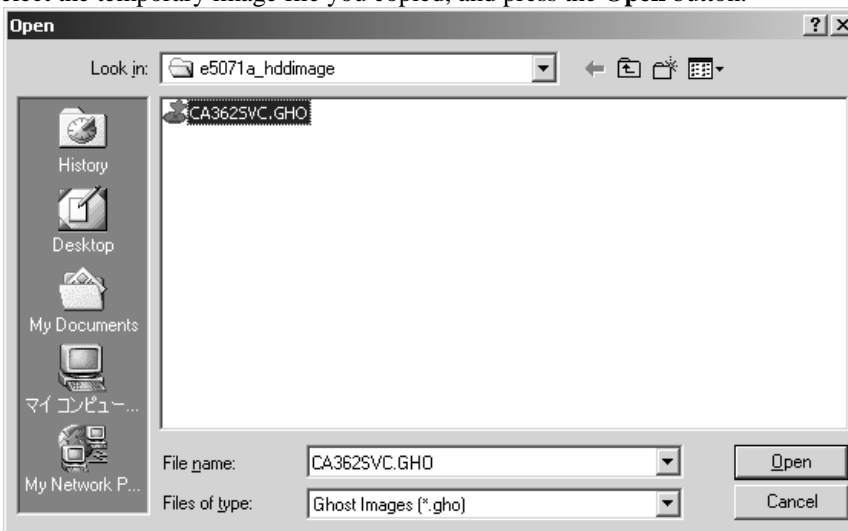 select the temporary image file you copied, and press the Open button.
Open
Look in:
e5071a_hddimage
CA362SVC.GHO
History
Desktop
My Documents
マイ コンピュー...
My Network P...
File name:
CA362SVC.GHO
Open
Files of type:
Ghost Images (*.gho)
Cancel